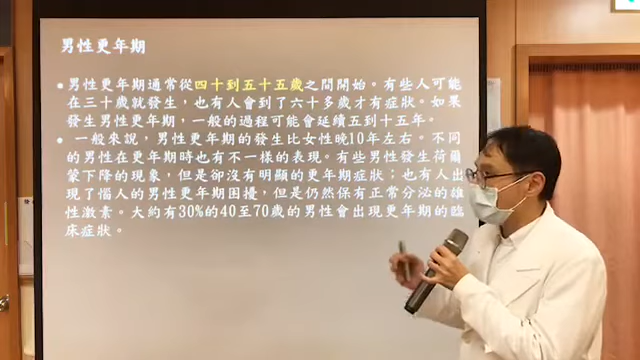 男性更年期
●男性更年期通常從四十到五十五歲之間開始。有些人可能
在三十歲就發生，也有人會到了六十多歲才有症狀。如果
發生男性更年期，一般的過程可能會延續五到十五年。
● 一般來說，男性更年期的發生比女性晚10年左右。不同
的男性在更年期時也有不一樣的表現。有些男性發生荷爾
蒙下降的現象，但是卻沒有明顯的更年期症狀；也有人出
現了惱人的男性更年期困擾，但是仍然保有正常分泌的雄
性激素。大約有30%的40至70歲的男性會出現更年期的臨
床症狀。